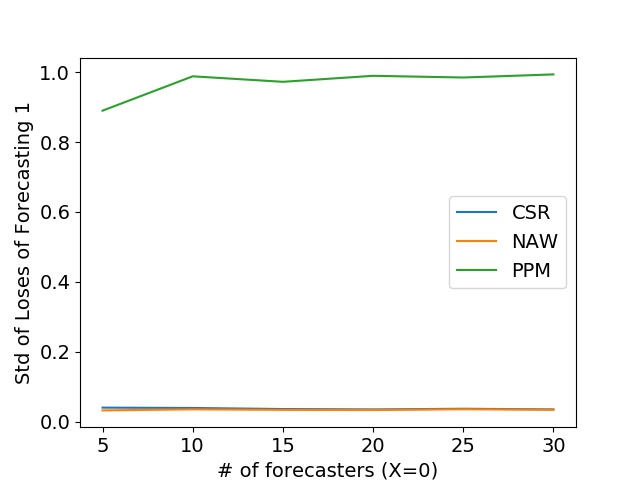 Std of Loses of Forecasting 1
1.0
0.8
0.6
0.4
0.2
0.0
CSR
NAW
PPM
5 10 15 20 25 30
# of forecasters (X=0)